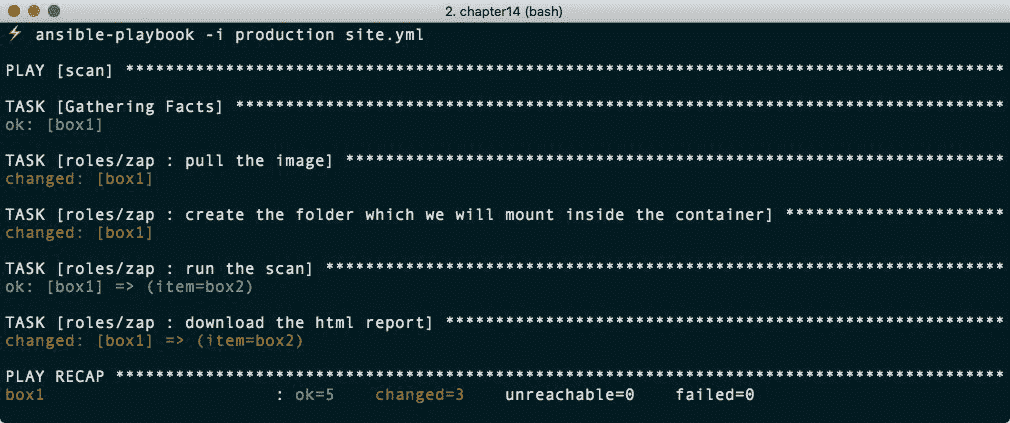 2. chapter14 (bash)
⚡ ansible-playbook -i production site.yml
PLAY [scan] ****************************************************************************************
TASK [Gathering Facts] *****************************************************************************
ok: [box1]
TASK [roles/zap : pull the image] ******************************************************************
changed: [box1]
TASK [roles/zap : create the folder which we will mount inside the container] **********************
changed: [box1]
TASK [roles/zap : run the scan] ********************************************************************
ok: [box1] => (item=box2)
TASK [roles/zap : download the html report] ********************************************************
changed: [box1] => (item=box2)
PLAY RECAP *****************************************************************************************
box1                       : ok=5    changed=3    unreachable=0    failed=0